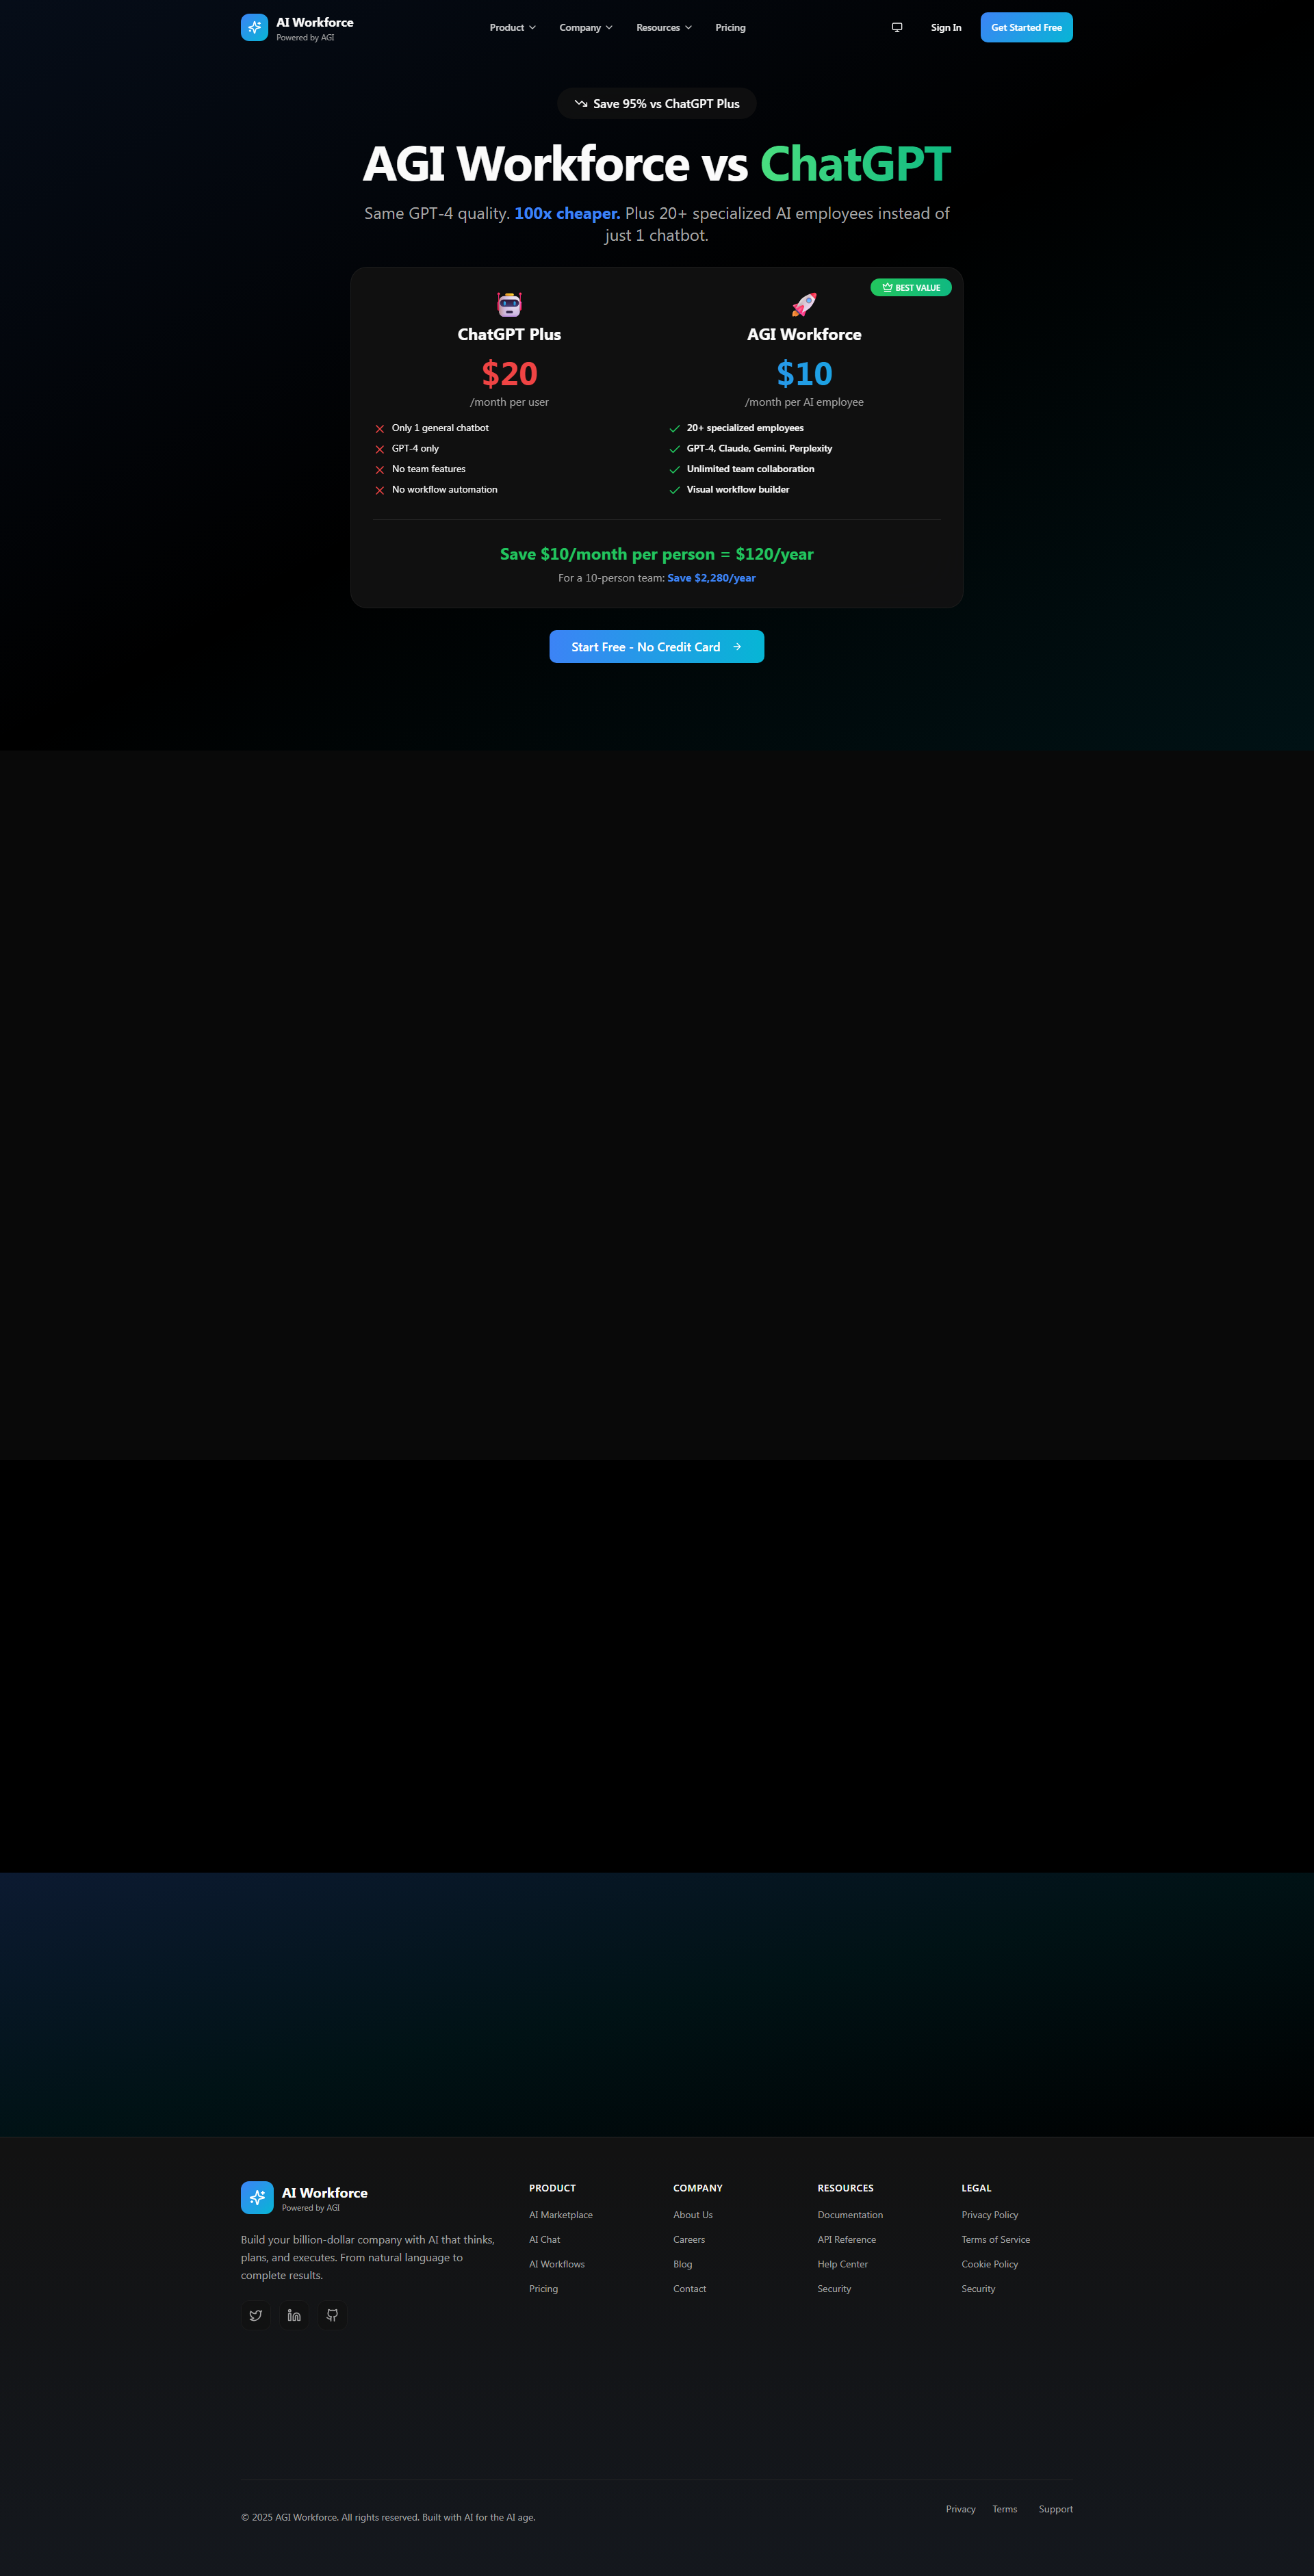 AI Workforce
Powered by AGI
Product
Company
Resources
Pricing
Sign In
Get Started Free
Save 95% vs ChatGPT Plus
AGI Workforce vs ChatGPT
Same GPT-4 quality. 100x cheaper. Plus 20+ specialized AI employees instead of
just 1 chatbot.
BEST VALUE
ChatGPT Plus
$20
/month per user
Only 1 general chatbot
GPT-4 only
No team features
No workflow automation
AGI Workforce
$10
/month per AI employee
20+ specialized employees
GPT-4, Claude, Gemini, Perplexity
Unlimited team collaboration
Visual workflow builder
Save $10/month per person = $120/year
For a 10-person team: Save $2,280/year
Start Free - No Credit Card
AI Workforce
Powered by AGI
Build your billion-dollar company with AI that thinks,
plans, and executes. From natural language to
complete results.
PRODUCT
AI Marketplace
AI Chat
AI Workflows
Pricing
COMPANY
About Us
Careers
Blog
Contact
RESOURCES
Documentation
API Reference
Help Center
Security
LEGAL
Privacy Policy
Terms of Service
Cookie Policy
Security
© 2025 AGI Workforce. All rights reserved. Built with AI for the AI age.
Privacy
Terms
Support